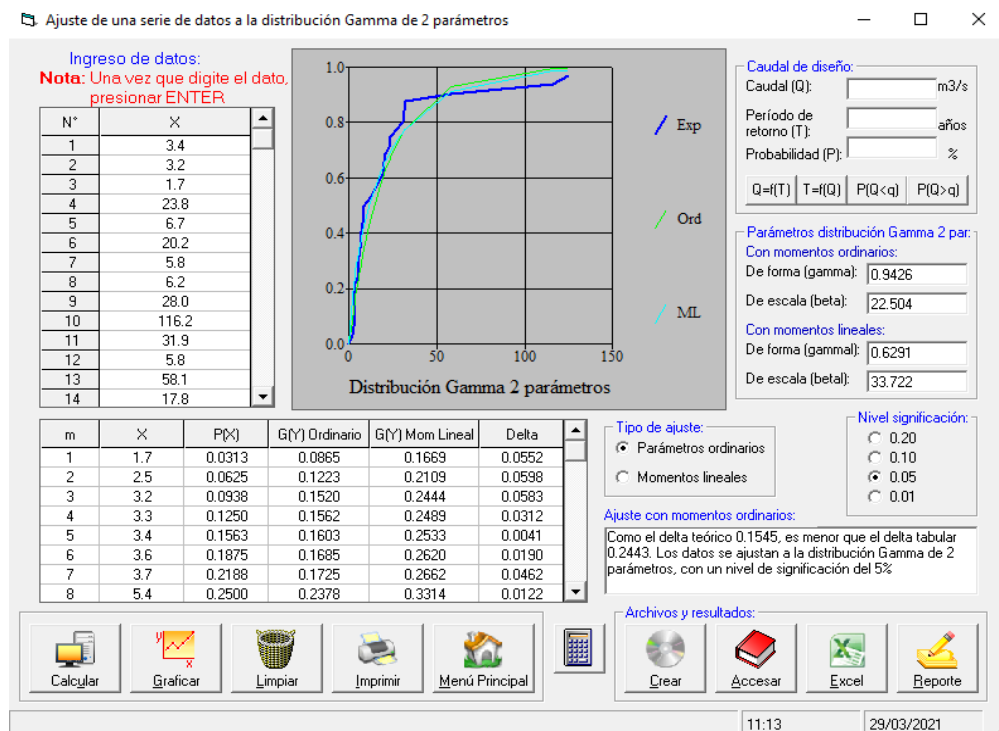 Ajuste de una serie de datos a la distribución Gamma de 2 parámetros
Ingreso de datos:
Nota: Una vez que digite el dato,
presionar ENTER
N° X
1 3.4
2 3.2
3 1.7
4 23.8
5 6.7
6 20.2
7 5.8
8 6.2
9 28.0
10 116.2
11 31.9
12 5.8
13 58.1
14 17.8
1.0
0.8
0.6
0.4
0.2
0.0
0 50 100 150
Distribución Gamma 2 parámetros
Exp
Ord
ML
Caudal de diseño:
Caudal (Q): m3/s
Período de
retorno (T): años
Probabilidad (P): %
Q=f(T) T=f(Q) P(Q<q) P(Q>q)
Parámetros distribución Gamma 2 par:
Con momentos ordinarios:
De forma (gamma): 0.9426
De escala (beta): 22.504
Con momentos lineales:
De forma (gammal): 0.6291
De escala (betal): 33.722
m X P(X) G(Y) Ordinario G(Y) Mom Lineal Delta
1 1.7 0.0313 0.0865 0.1669 0.0552
2 2.5 0.0625 0.1223 0.2109 0.0598
3 3.2 0.0938 0.1520 0.2444 0.0583
4 3.3 0.1250 0.1562 0.2489 0.0312
5 3.4 0.1563 0.1603 0.2533 0.0041
6 3.6 0.1875 0.1685 0.2620 0.0190
7 3.7 0.2188 0.1725 0.2662 0.0462
8 5.4 0.2500 0.2378 0.3314 0.0122
Tipo de ajuste:
Parámetros ordinarios
Momentos lineales
Nivel significación:
0.20
0.10
0.05
0.01
Ajuste con momentos ordinarios:
Como el delta teórico 0.1545, es menor que el delta tabular
0.2443. Los datos se ajustan a la distribución Gamma de 2
parámetros, con un nivel de significación del 5%
Calcular Graficar Limpiar Imprimir Menú Principal
Archivos y resultados:
Crear Accesar Excel Reporte
11:13 29/03/2021